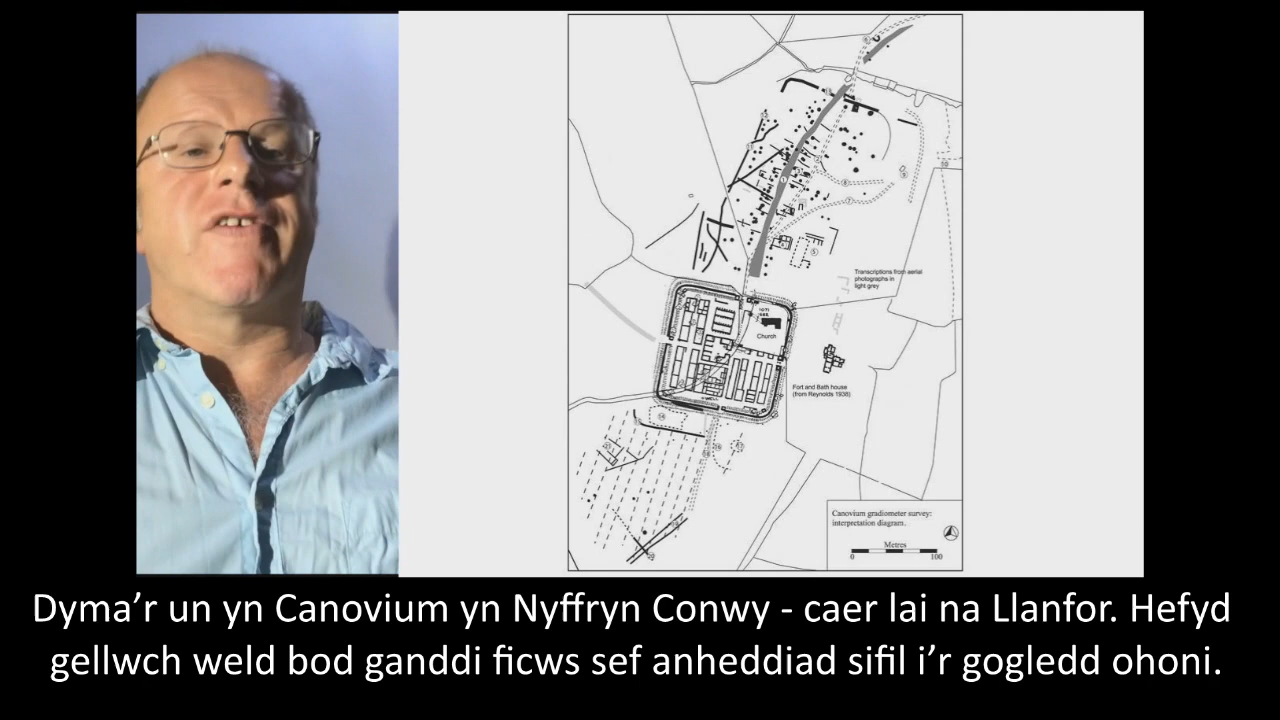 Transcriptions from aerial
photographs in
light grey
Church
Fort and Bath house
(from Reynolds 1938)
Canovium gradiometer survey:
interpretation diagram.
Metres
0 100
Dyma’r un yn Canovium yn Nyffryn Conwy - caer lai na Llanfor. Hefyd
gellwch weld bod ganddi ficws sef anheddiad sifil i’r gogledd ohoni.